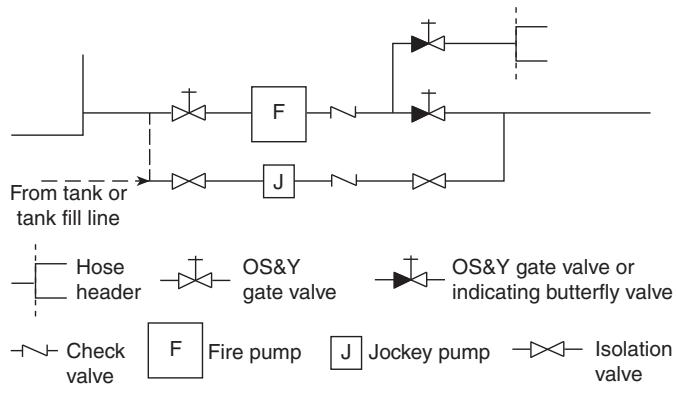 F
J
From tank or
tank fill line
Hose
header
OS&Y
gate valve
OS&Y gate valve or
indicating butterfly valve
Check
valve
F
Fire pump
J
Jockey pump
Isolation
valve